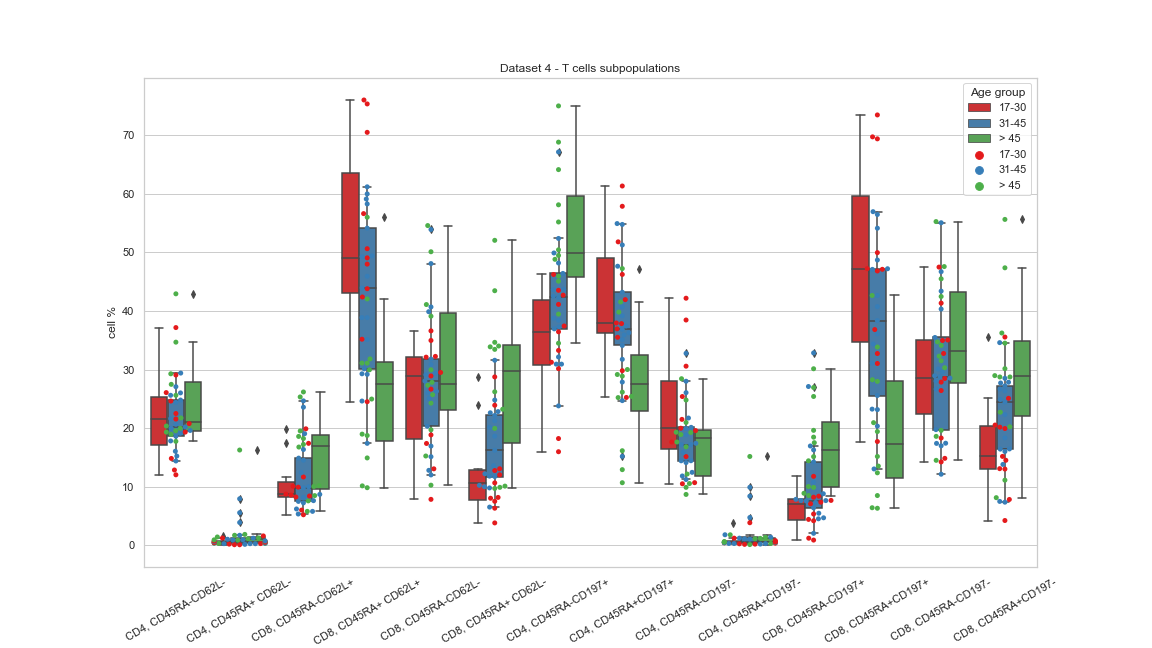 Dataset 4 - T cells subpopulations
Age group
17-30
31-45
> 45
17-30
31-45
> 45
cell %
70
60
50
40
30
20
10
0
CD4, CD45RA-CD62L-
CD4, CD45RA+ CD62L-
CD8, CD45RA-CD62L+
CD8, CD45RA+ CD62L+
CD8, CD45RA-CD62L-
CD8, CD45RA+ CD62L-
CD4, CD45RA-CD197+
CD4, CD45RA+CD197+
CD4, CD45RA-CD197-
CD4, CD45RA+CD197-
CD8, CD45RA-CD197+
CD8, CD45RA+CD197+
CD8, CD45RA-CD197-
CD8, CD45RA+CD197-